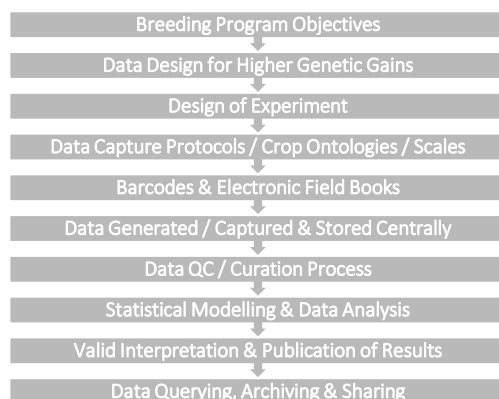 Breeding Program Objectives
Data Design for Higher Genetic Gains
Design of Experiment
Data Capture Protocols / Crop Ontologies / Scales
Barcodes & Electronic Field Books
Data Generated / Captured & Stored Centrally
Data QC / Curation Process
Statistical Modelling & Data Analysis
Valid Interpretation & Publication of Results
Data Querying, Archiving & Sharing